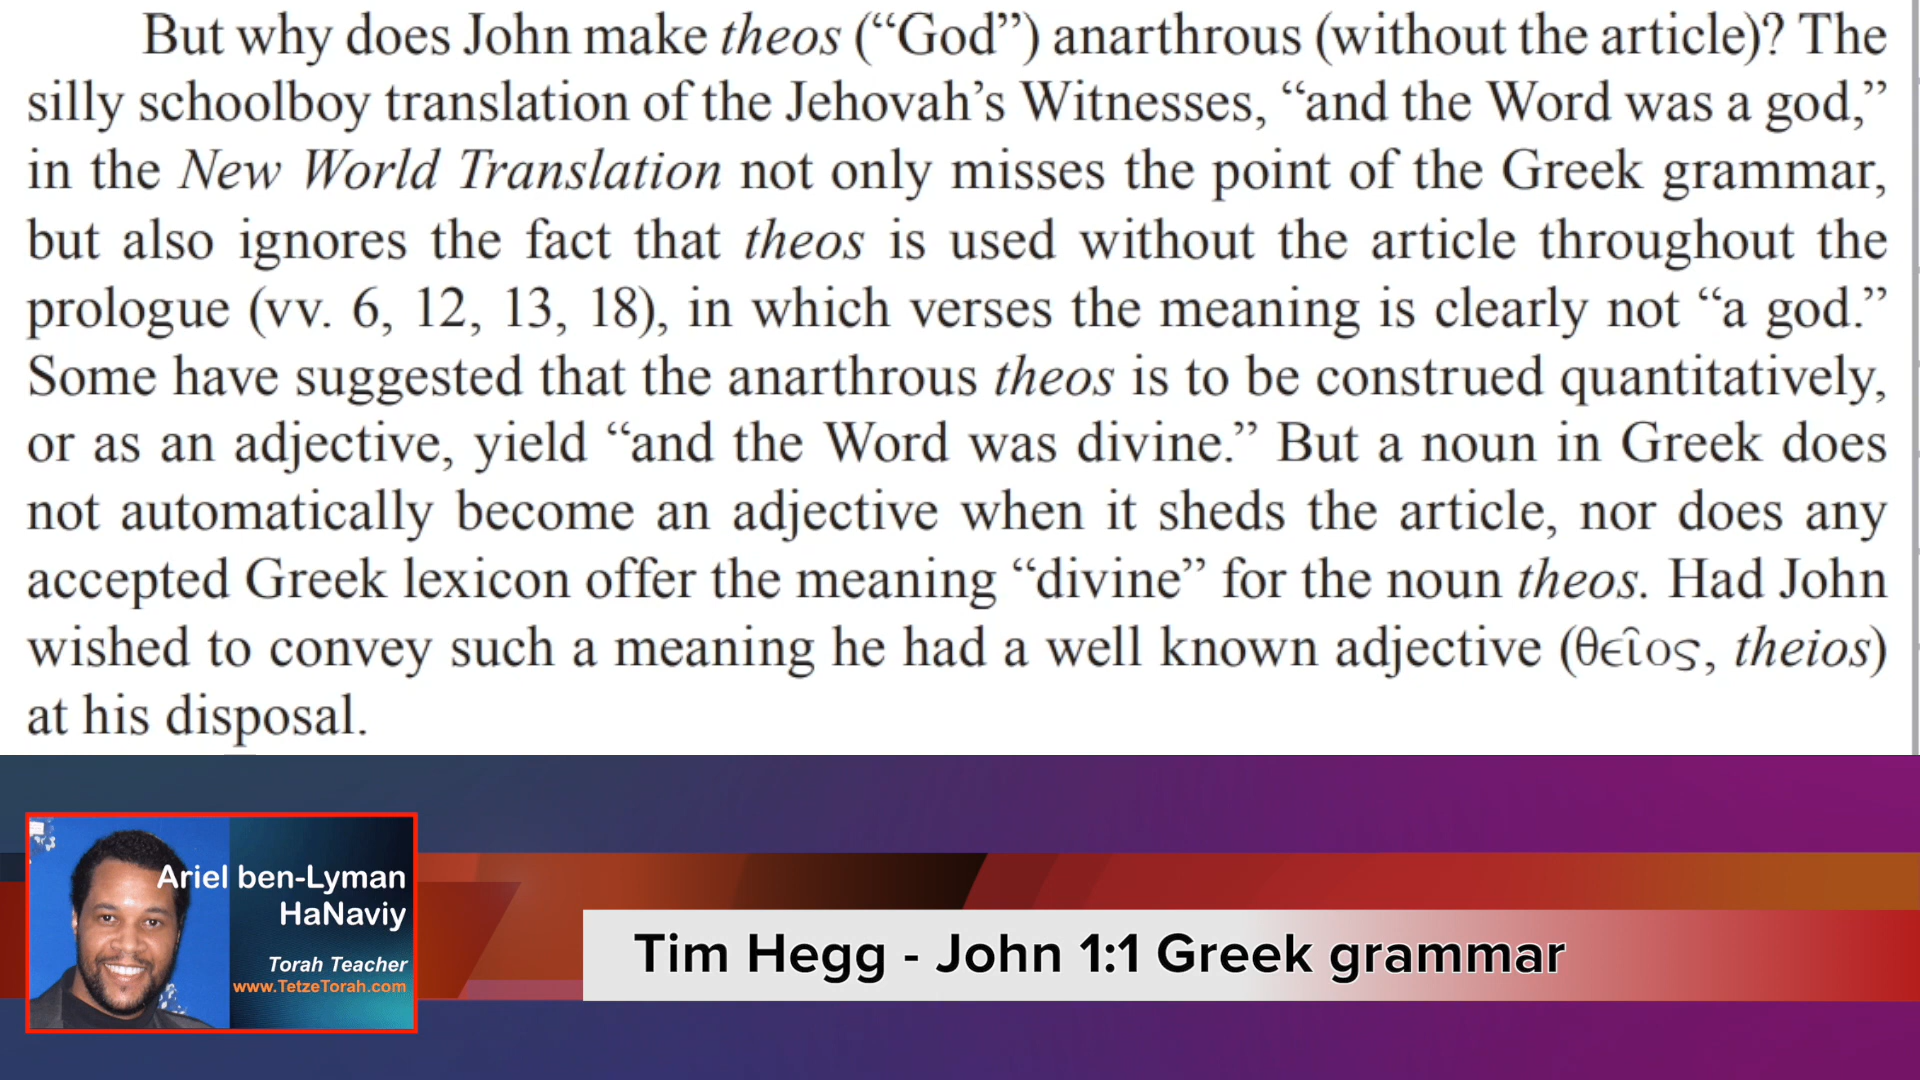 But why does John make theos (“God”) anarthrous (without the article)? The
silly schoolboy translation of the Jehovah’s Witnesses, “and the Word was a god,”
in the New World Translation not only misses the point of the Greek grammar,
but also ignores the fact that theos is used without the article throughout the
prologue (vv. 6, 12, 13, 18), in which verses the meaning is clearly not “a god.”
Some have suggested that the anarthrous theos is to be construed quantitatively,
or as an adjective, yield “and the Word was divine.” But a noun in Greek does
not automatically become an adjective when it sheds the article, nor does any
accepted Greek lexicon offer the meaning “divine” for the noun theos. Had John
wished to convey such a meaning he had a well known adjective (θεῖος, theios)
at his disposal.
Ariel ben-Lyman
HaNaviy
Torah Teacher
www.TetzeTorah.com
Tim Hegg - John 1:1 Greek grammar